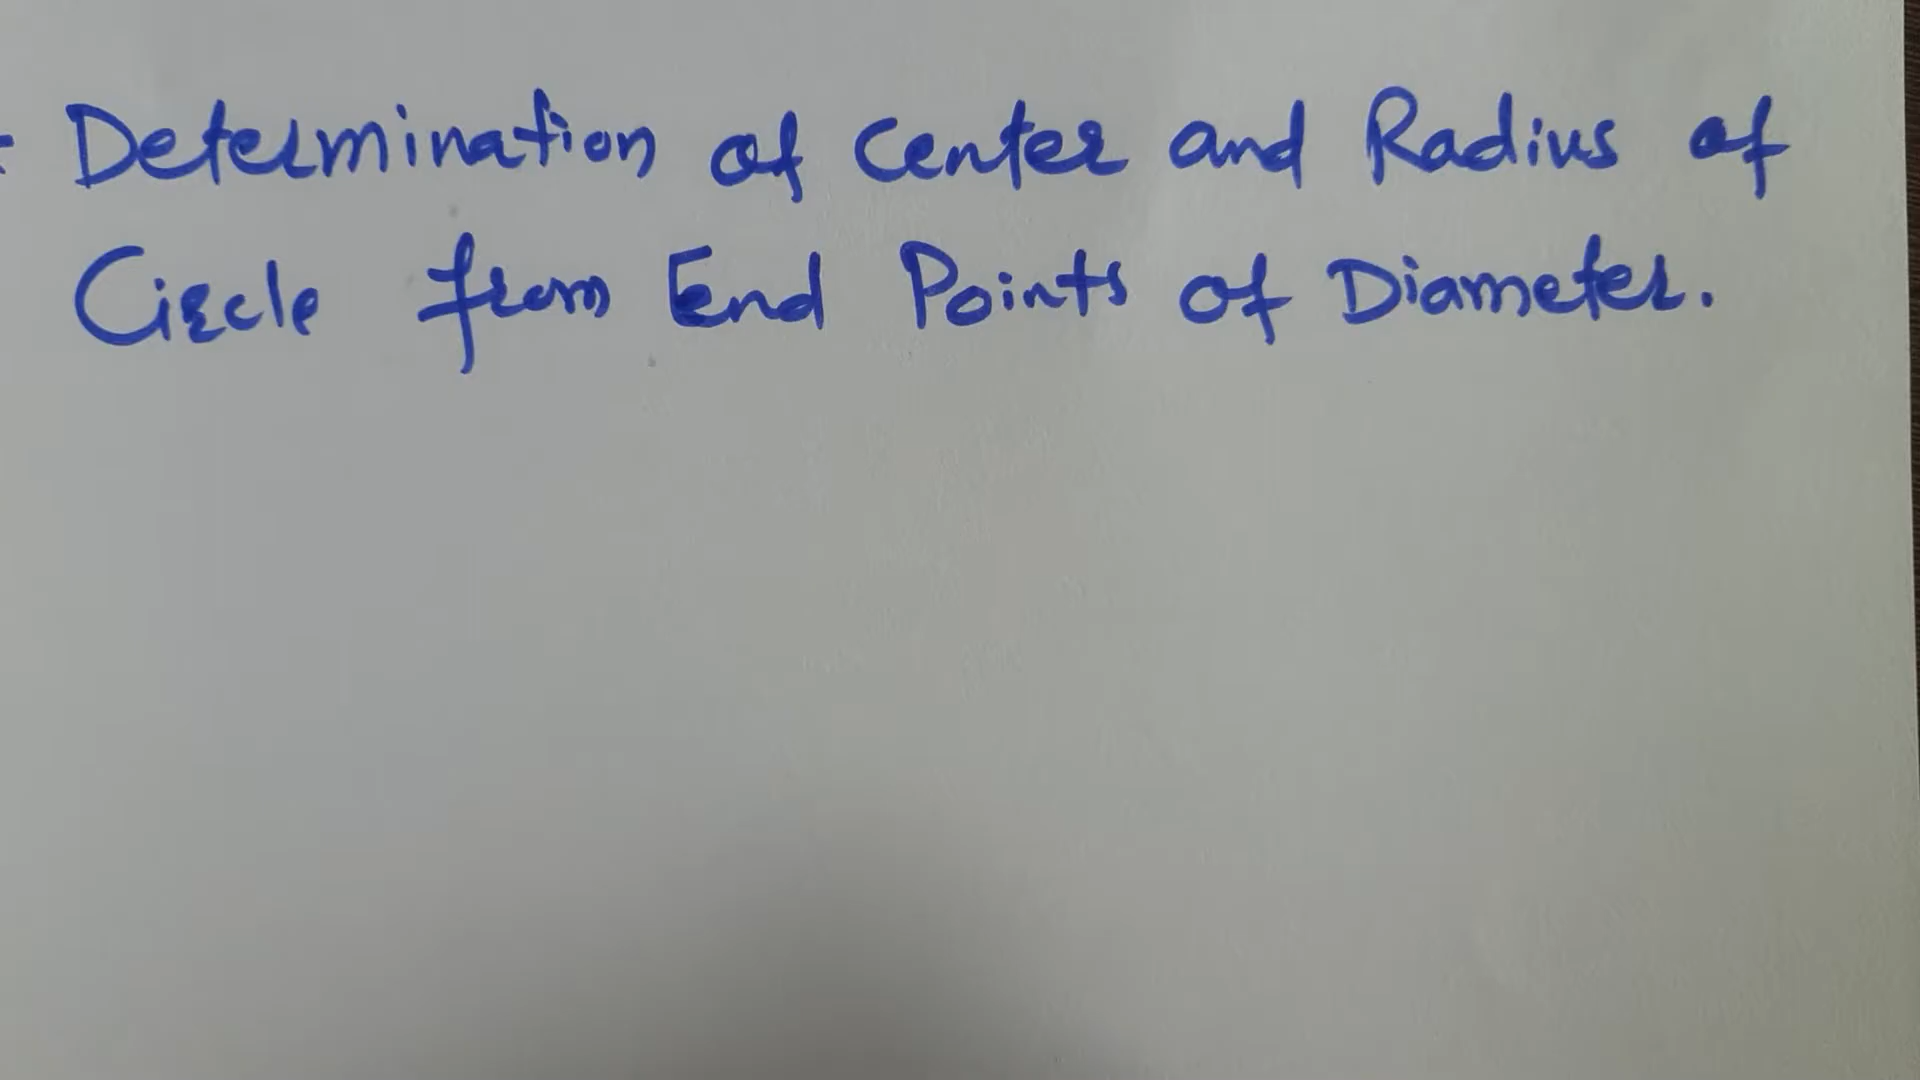 Determination of Center and Radius of
Circle from End Points of Diameter.